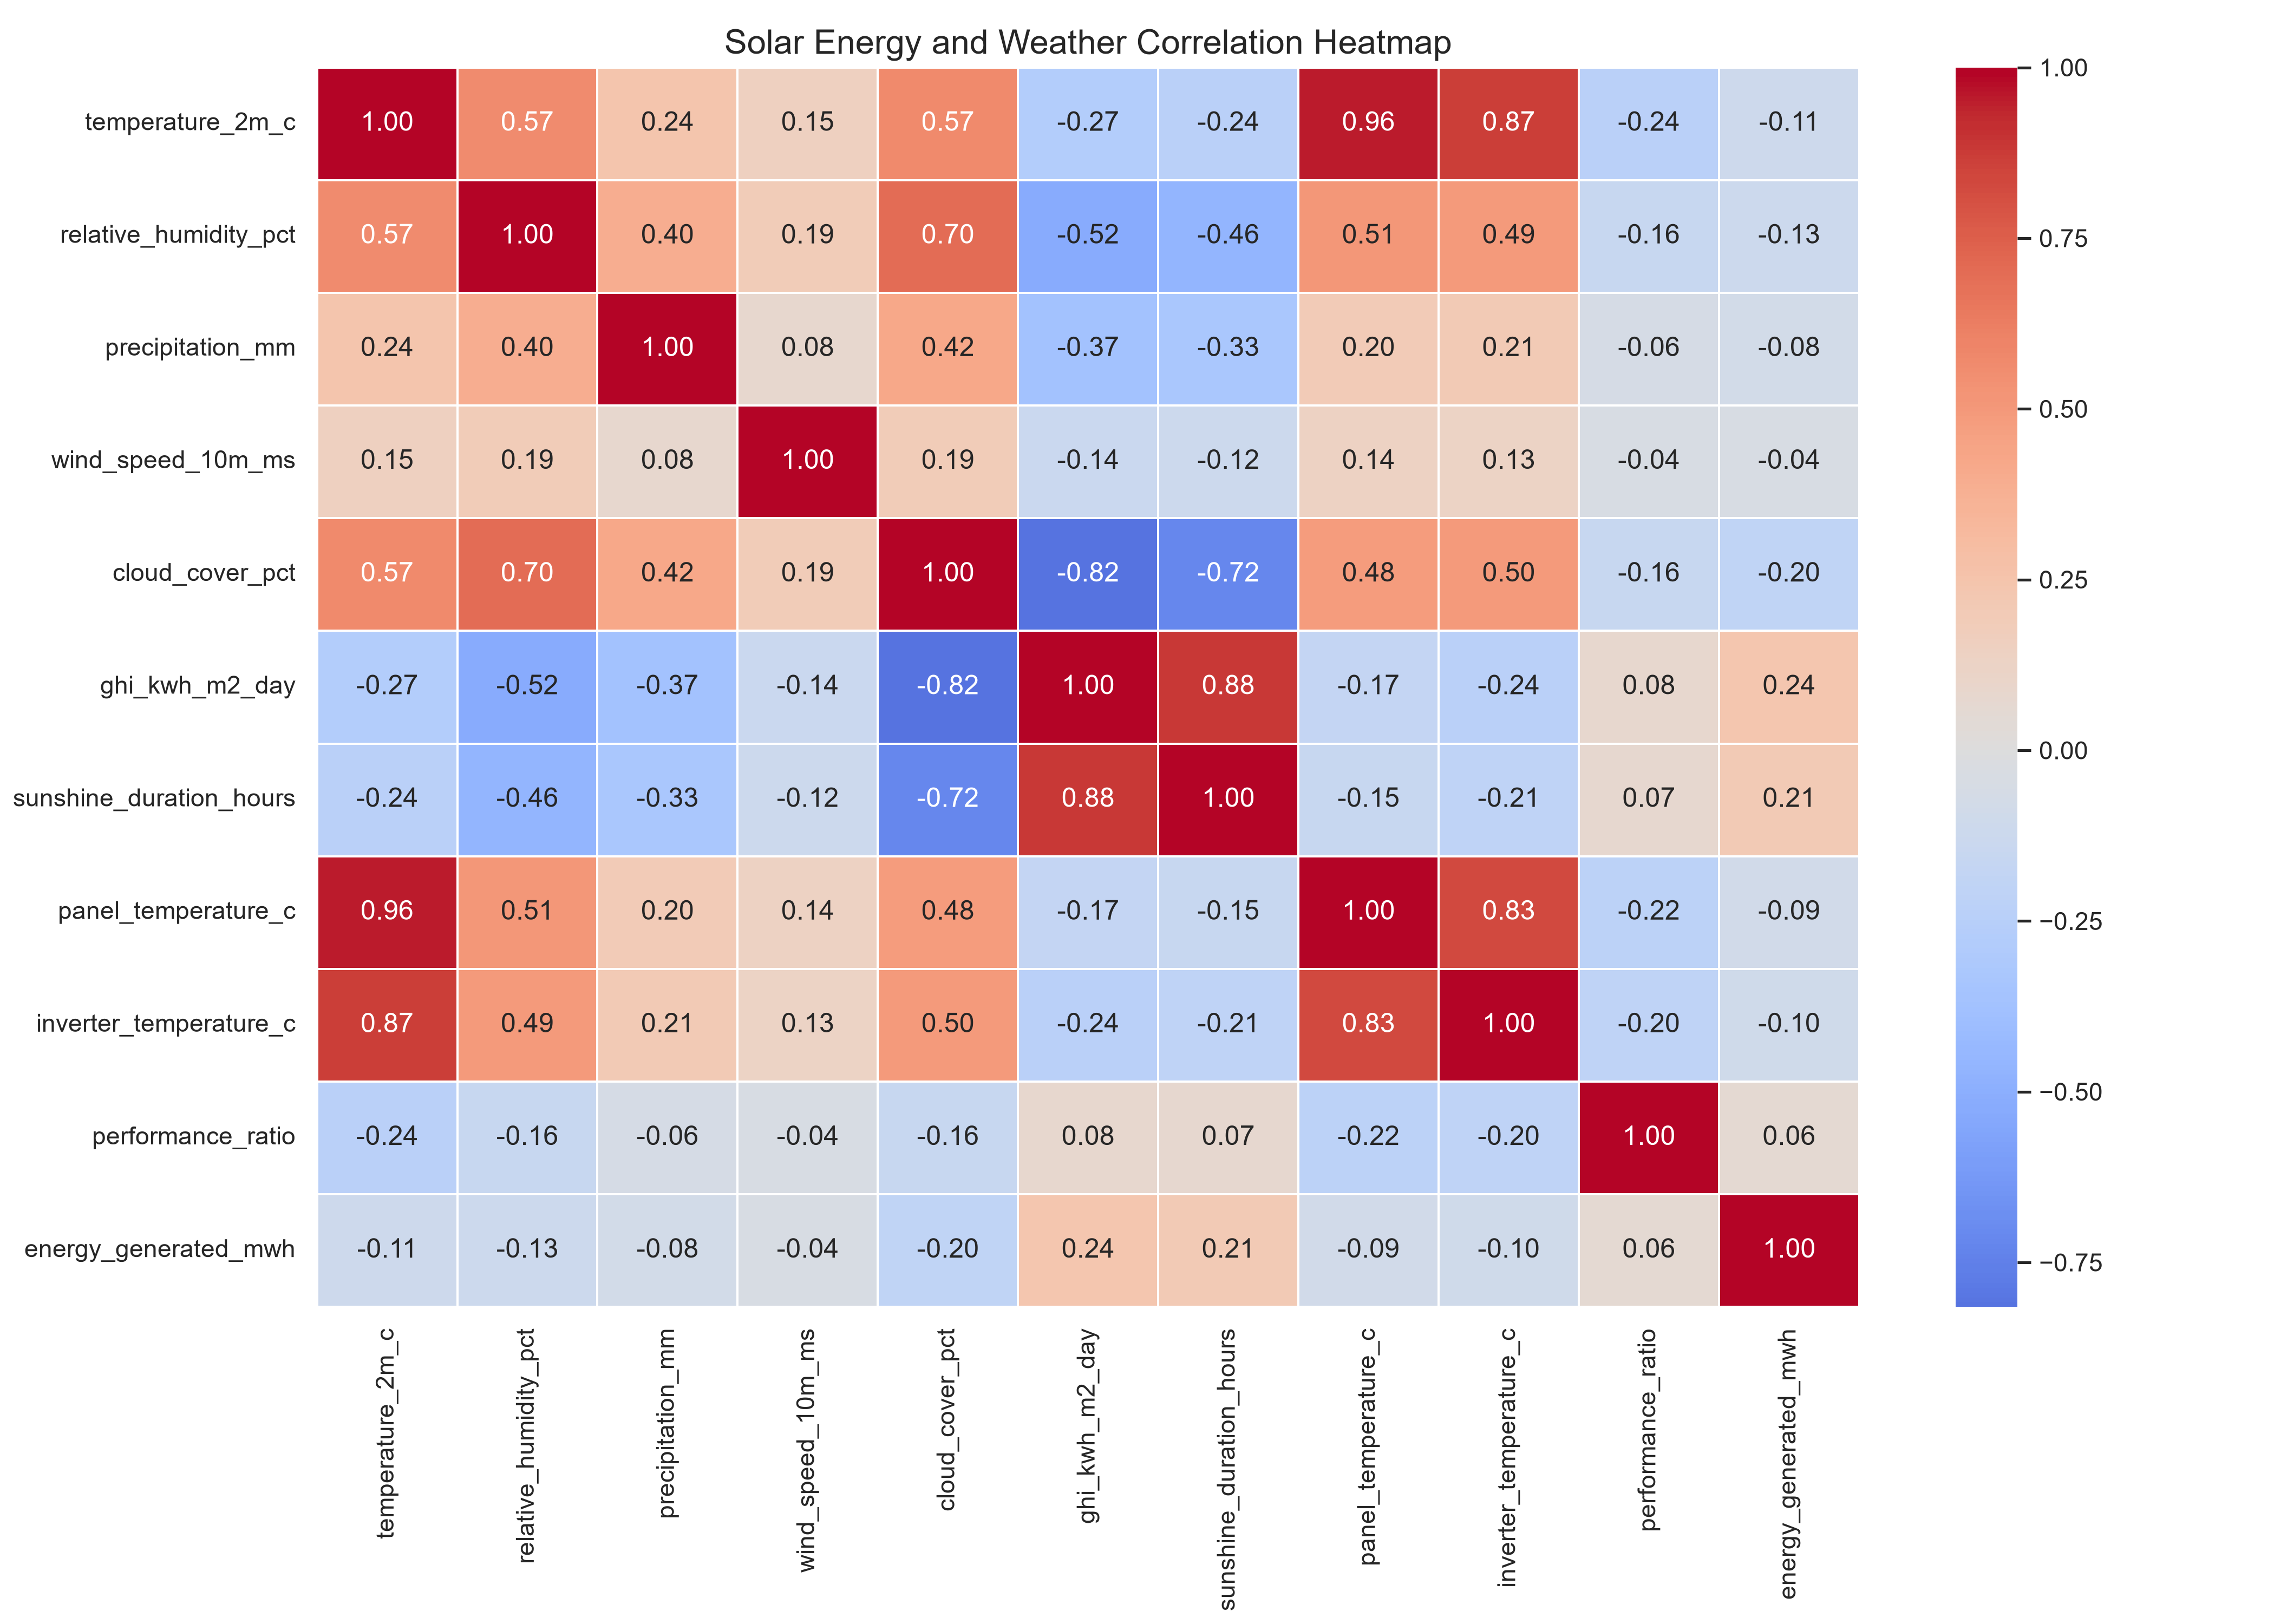 Solar Energy and Weather Correlation Heatmap
temperature_2m_c 1.00 0.57 0.24 0.15 0.57 -0.27 -0.24 0.96 0.87 -0.24 -0.11
relative_humidity_pct 0.57 1.00 0.40 0.19 0.70 -0.52 -0.46 0.51 0.49 -0.16 -0.13
precipitation_mm 0.24 0.40 1.00 0.08 0.42 -0.37 -0.33 0.20 0.21 -0.06 -0.08
wind_speed_10m_ms 0.15 0.19 0.08 1.00 0.19 -0.14 -0.12 0.14 0.13 -0.04 -0.04
cloud_cover_pct 0.57 0.70 0.42 0.19 1.00 -0.82 -0.72 0.48 0.50 -0.16 -0.20
ghi_kwh_m2_day -0.27 -0.52 -0.37 -0.14 -0.82 1.00 0.88 -0.17 -0.24 0.08 0.24
sunshine_duration_hours -0.24 -0.46 -0.33 -0.12 -0.72 0.88 1.00 -0.15 -0.21 0.07 0.21
panel_temperature_c 0.96 0.51 0.20 0.14 0.48 -0.17 -0.15 1.00 0.83 -0.22 -0.09
inverter_temperature_c 0.87 0.49 0.21 0.13 0.50 -0.24 -0.21 0.83 1.00 -0.20 -0.10
performance_ratio -0.24 -0.16 -0.06 -0.04 -0.16 0.08 0.07 -0.22 -0.20 1.00 0.06
energy_generated_mwh -0.11 -0.13 -0.08 -0.04 -0.20 0.24 0.21 -0.09 -0.10 0.06 1.00
temperature_2m_c
relative_humidity_pct
precipitation_mm
wind_speed_10m_ms
cloud_cover_pct
ghi_kwh_m2_day
sunshine_duration_hours
panel_temperature_c
inverter_temperature_c
performance_ratio
energy_generated_mwh
1.00
0.75
0.50
0.25
0.00
−0.25
−0.50
−0.75